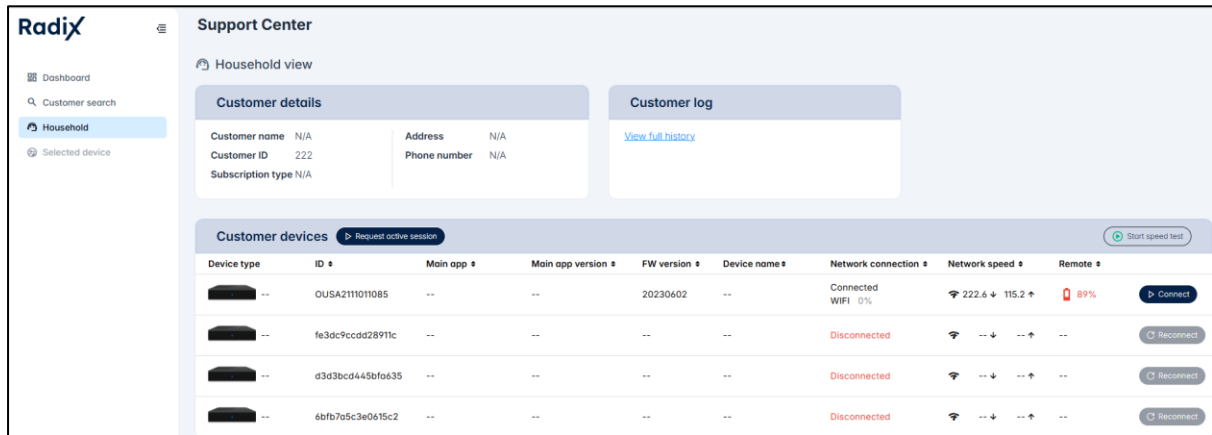 Radix
Support Center
Household view
Dashboard
Customer search
Household
Selected device
Customer details
Customer name N/A
Customer ID 222
Subscription type N/A
Address N/A
Phone number N/A
Customer log
View full history
Customer devices Request active session Start speed test
Device type ID Main app Main app version FW version Device name Network connection Network speed Remote
-- OUSA2111011085 -- -- 20230602 -- Connected WIFI 0% 222.6 ↓ 115.2 ↑ 89% Connect
-- fe3dc9ccdd28911c -- -- -- -- Disconnected -- ↓ -- ↑ -- Reconnect
-- d3d3bcd445bfa635 -- -- -- -- Disconnected -- ↓ -- ↑ -- Reconnect
-- 6bfb7a5c3e0615c2 -- -- -- -- Disconnected -- ↓ -- ↑ -- Reconnect